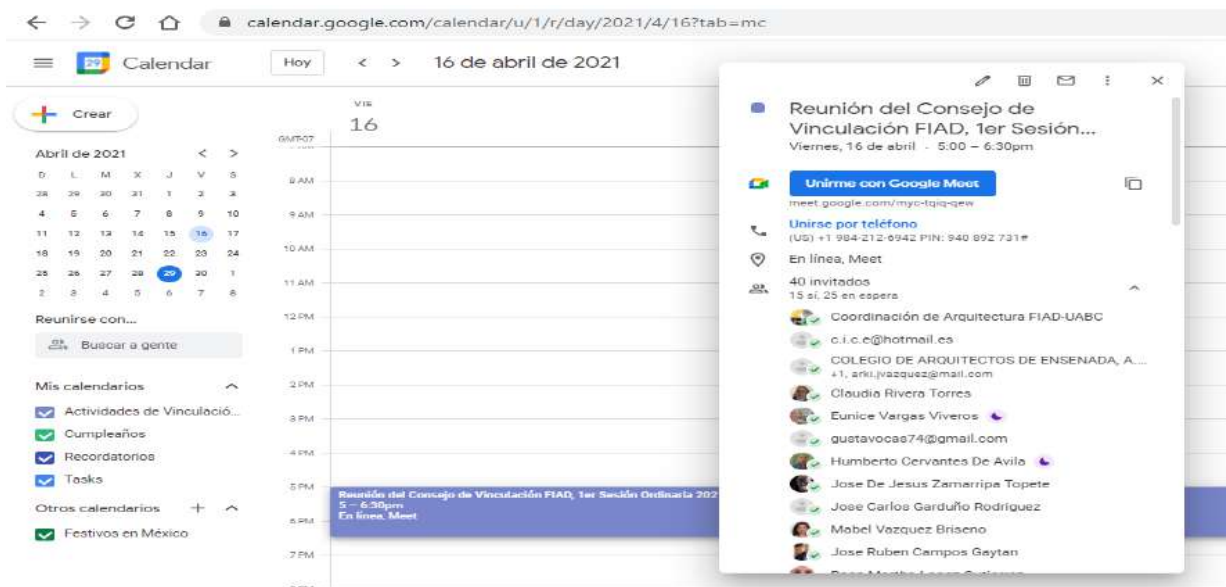 calendar.google.com/calendar/u/1/r/day/2021/4/16?tab=mc
29 Calendar Hoy < > 16 de abril de 2021
Crear
Abril de 2021 < >
D L M X J V S
28 29 30 31 1 2 3
4 5 6 7 8 9 10
11 12 13 14 15 16 17
18 19 20 21 22 23 24
25 26 27 28 29 30 1
2 3 4 5 6 7 8
Reunirse con...
Buscar a gente
Mis calendarios
Actividades de Vinculació...
Cumpleaños
Recordatorios
Tasks
Otros calendarios +
Festivos en México
VIE
16
GMT-07
8 AM
9 AM
10 AM
11 AM
12 PM
1 PM
2 PM
3 PM
4 PM
5 PM
6 PM
7 PM
Reunión del Consejo de Vinculación FIAD, 1er Sesión Ordinaria 202
5 – 6:30pm
En línea, Meet
Reunión del Consejo de
Vinculación FIAD, 1er Sesión...
Viernes, 16 de abril · 5:00 – 6:30pm
Unirme con Google Meet
meet.google.com/myc-tqiq-qew
Unirse por teléfono
(US) +1 984-212-6942 PIN: 940 892 731#
En línea, Meet
40 invitados
15 sí, 25 en espera
Coordinación de Arquitectura FIAD-UABC
c.i.c.e@hotmail.es
COLEGIO DE ARQUITECTOS DE ENSENADA, A....
+1, arki.jvazquez@mail.com
Claudia Rivera Torres
Eunice Vargas Viveros
gustavocas74@gmail.com
Humberto Cervantes De Avila
Jose De Jesus Zamarripa Topete
Jose Carlos Garduño Rodriguez
Mabel Vazquez Briseno
Jose Ruben Campos Gaytan